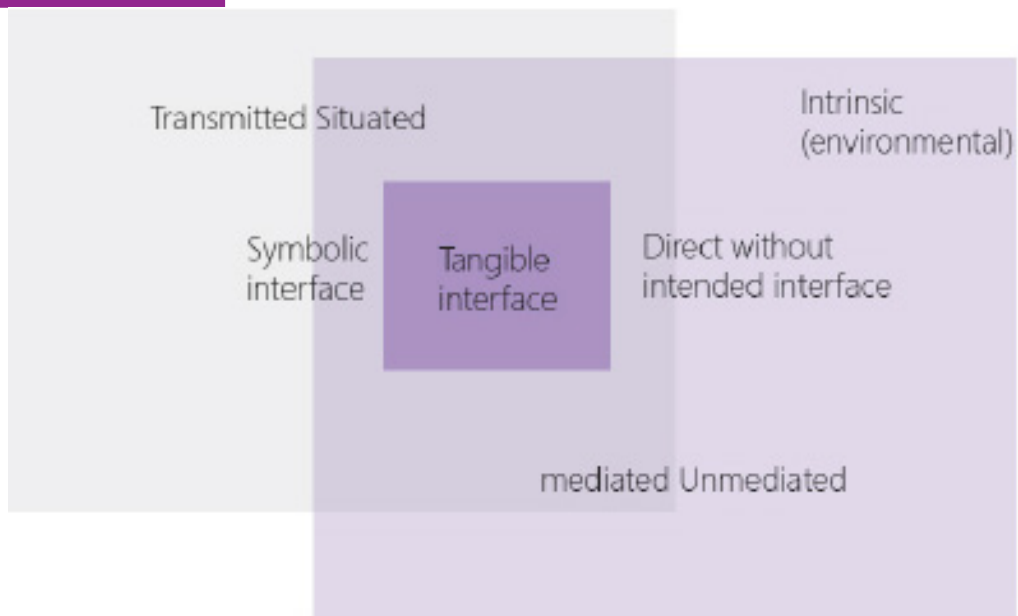 Transmitted Situated
Intrinsic
(environmental)
Symbolic
interface
Tangible
interface
Direct without
intended interface
mediated Unmediated